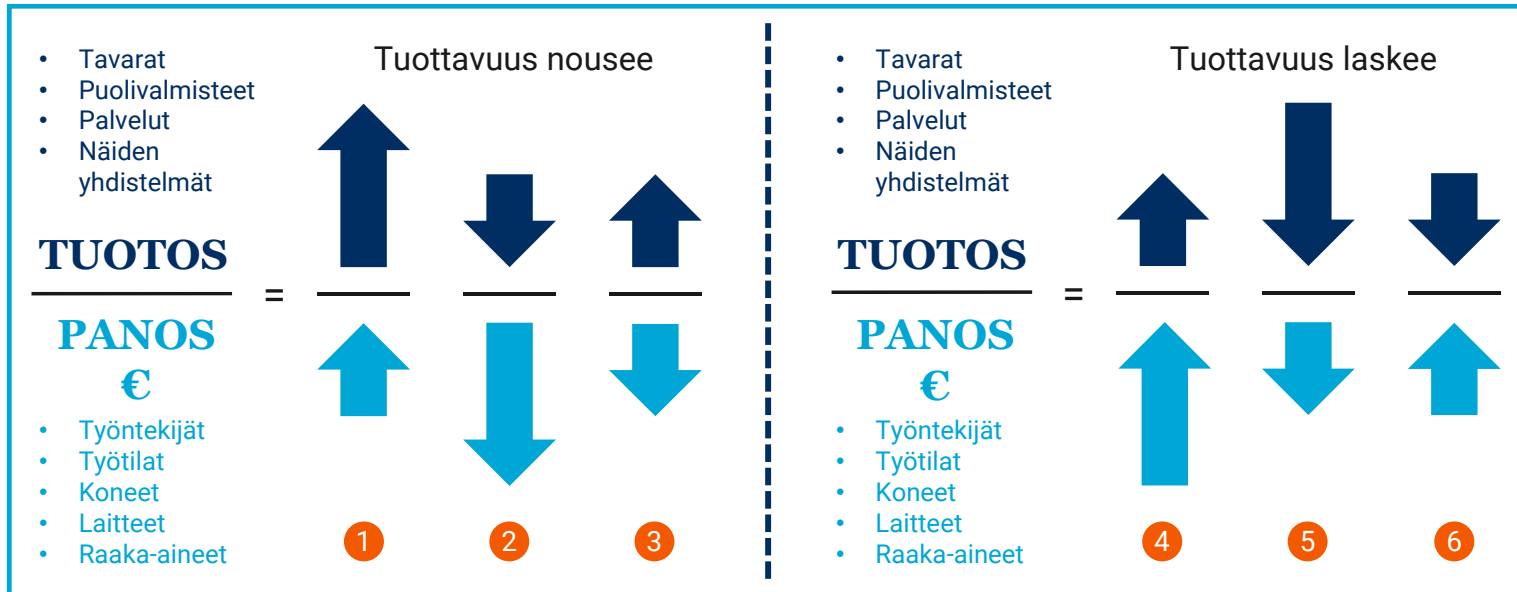 Tuottavuus nousee
• Tavarat
• Puolivalmisteet
• Palvelut
• Näiden
yhdistelmät
TUOTOS
=
PANOS
€
• Työntekijät
• Työtilat
• Koneet
• Laitteet
• Raaka-aineet
1
2
3
Tuottavuus laskee
• Tavarat
• Puolivalmisteet
• Palvelut
• Näiden
yhdistelmät
TUOTOS
=
PANOS
€
• Työntekijät
• Työtilat
• Koneet
• Laitteet
• Raaka-aineet
4
5
6